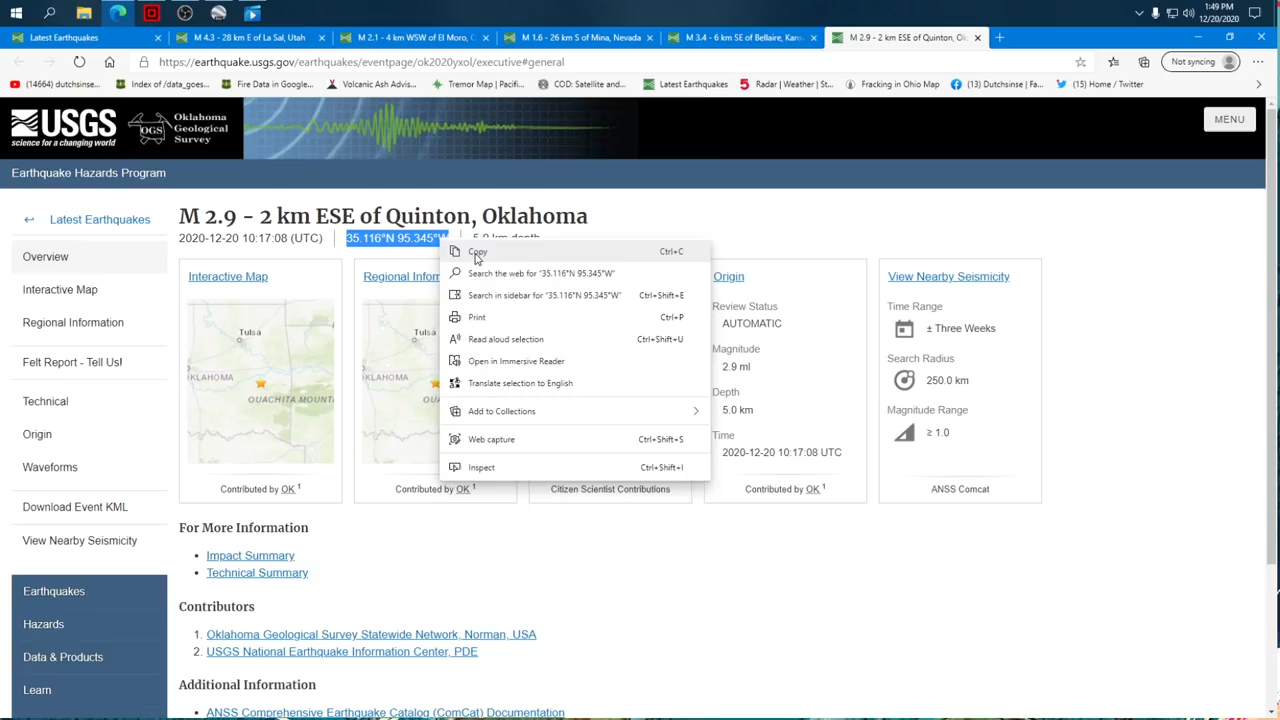 1:49 PM
12/20/2020
Latest Earthquakes
M 4.3 - 28 km E of La Sal, Utah
M 2.1 - 4 km WSW of El Moro, C
M 1.6 - 26 km S of Mina, Nevada
M 3.4 - 6 km SE of Bellaire, Kans
M 2.9 - 2 km ESE of Quinton, Ok
https://earthquake.usgs.gov/earthquakes/eventpage/ok2020yxol/executive#general
Not syncing
(14664) dutchsinse...
Index of /data_goes...
Fire Data in Google...
Volcanic Ash Advis...
Tremor Map | Pacifi...
COD: Satellite and...
Latest Earthquakes
Radar | Weather | St...
Fracking in Ohio Map
(13) Dutchsinse | Fa...
(15) Home / Twitter
USGS
science for a changing world
OGS
Oklahoma
Geological
Survey
MENU
Earthquake Hazards Program
Latest Earthquakes
Overview
Interactive Map
Regional Information
Felt Report - Tell Us!
Technical
Origin
Waveforms
Download Event KML
View Nearby Seismicity
Earthquakes
Hazards
Data & Products
Learn
M 2.9 - 2 km ESE of Quinton, Oklahoma
2020-12-20 10:17:08 (UTC)
35.116°N 95.345°W
5.0 km depth
Interactive Map
Tulsa
OKLAHOMA
OUACHITA MOUNT
Contributed by OK 1
Regional Infor
Tulsa
OKLAHOMA
OUACH
Contributed by OK 1
Copy Ctrl+C
Search the web for "35.116°N 95.345°W"
Search in sidebar for "35.116°N 95.345°W" Ctrl+Shift+E
Print Ctrl+P
Read aloud selection Ctrl+Shift+U
Open in Immersive Reader
Translate selection to English
Add to Collections
Web capture Ctrl+Shift+S
Inspect Ctrl+Shift+I
Citizen Scientist Contributions
Origin
Review Status
AUTOMATIC
Magnitude
2.9 ml
Depth
5.0 km
Time
2020-12-20 10:17:08 UTC
Contributed by OK 1
View Nearby Seismicity
Time Range
± Three Weeks
Search Radius
250.0 km
Magnitude Range
≥ 1.0
ANSS Comcat
For More Information
• Impact Summary
• Technical Summary
Contributors
1. Oklahoma Geological Survey Statewide Network, Norman, USA
2. USGS National Earthquake Information Center, PDE
Additional Information
• ANSS Comprehensive Earthquake Catalog (ComCat) Documentation